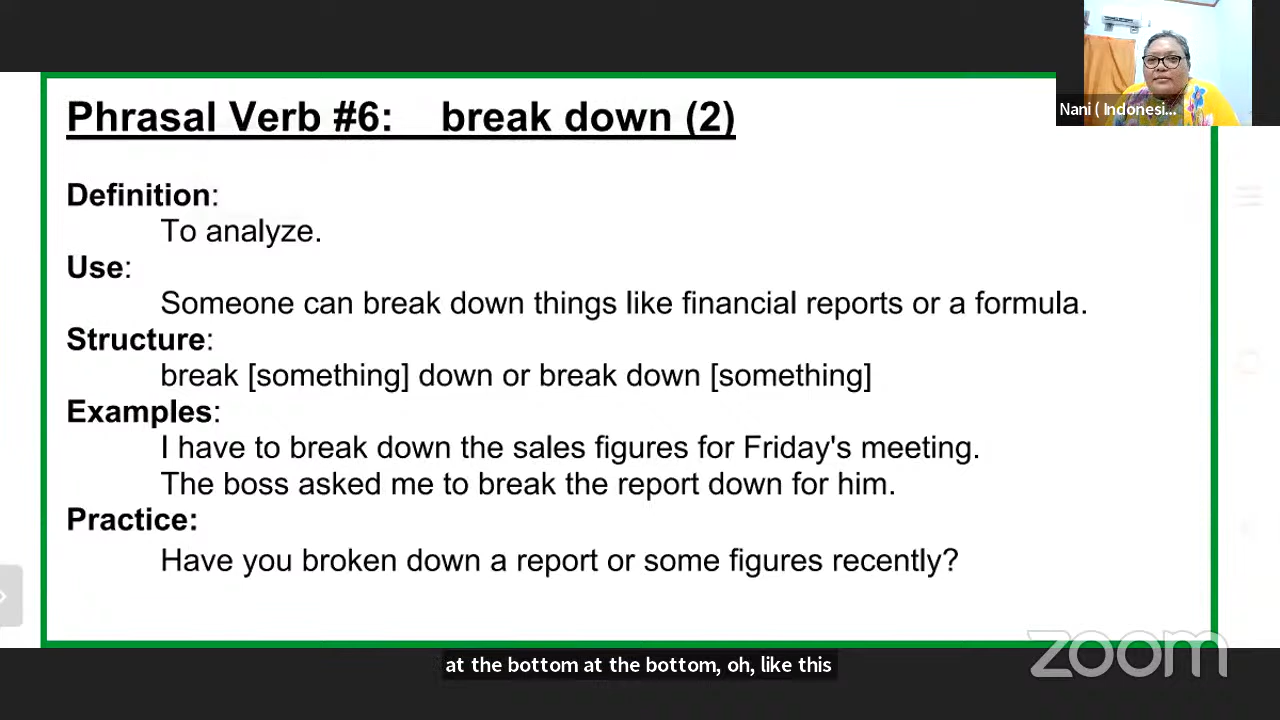 Phrasal Verb #6: break down (2)
Nani ( Indonesi...
Definition:
To analyze.
Use:
Someone can break down things like financial reports or a formula.
Structure:
break [something] down or break down [something]
Examples:
I have to break down the sales figures for Friday's meeting.
The boss asked me to break the report down for him.
Practice:
Have you broken down a report or some figures recently?
zoom
at the bottom at the bottom, oh, like this